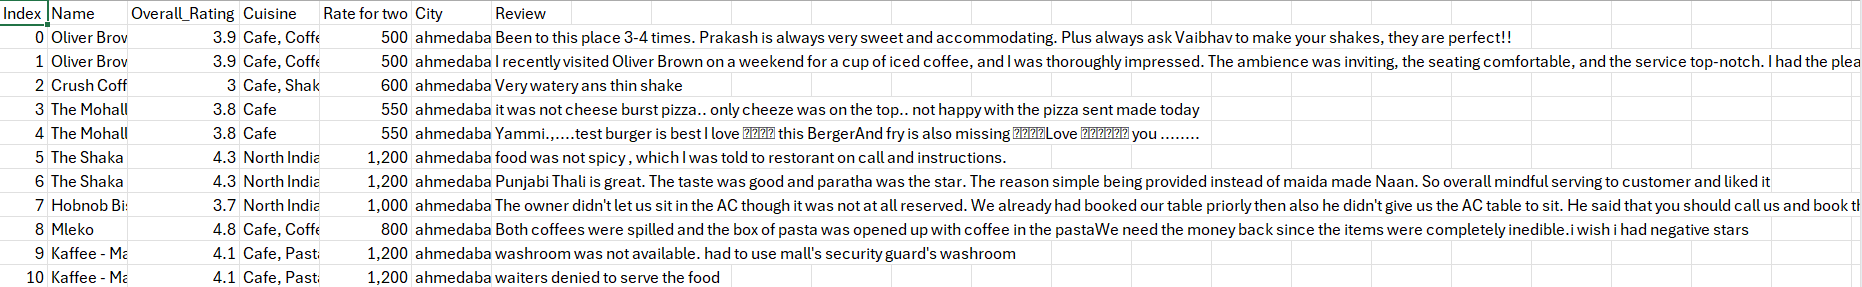 Index Name Overall_Rating Cuisine Rate for two City Review
0 Oliver Brow 3.9 Cafe, Coffe 500 ahmedaba Been to this place 3-4 times. Prakash is always very sweet and accommodating. Plus always ask Vaibhav to make your shakes, they are perfect!!
1 Oliver Brow 3.9 Cafe, Coffe 500 ahmedaba I recently visited Oliver Brown on a weekend for a cup of iced coffee, and I was thoroughly impressed. The ambience was inviting, the seating comfortable, and the service top-notch. I had the plea
2 Crush Coff 3 Cafe, Shak 600 ahmedaba Very watery ans thin shake
3 The Mohall 3.8 Cafe 550 ahmedaba it was not cheese burst pizza.. only cheeze was on the top.. not happy with the pizza sent made today
4 The Mohall 3.8 Cafe 550 ahmedaba Yammi.,....test burger is best I love this BergerAnd fry is also missing Love you ........
5 The Shaka 4.3 North India 1,200 ahmedaba food was not spicy , which I was told to restorant on call and instructions.
6 The Shaka 4.3 North India 1,200 ahmedaba Punjabi Thali is great. The taste was good and paratha was the star. The reason simple being provided instead of maida made Naan. So overall mindful serving to customer and liked it
7 Hobnob Bi 3.7 North India 1,000 ahmedaba The owner didn't let us sit in the AC though it was not at all reserved. We already had booked our table priorly then also he didn't give us the AC table to sit. He said that you should call us and book th
8 Mleko 4.8 Cafe, Coffe 800 ahmedaba Both coffees were spilled and the box of pasta was opened up with coffee in the pastaWe need the money back since the items were completely inedible.i wish i had negative stars
9 Kaffee - Ma 4.1 Cafe, Past 1,200 ahmedaba washroom was not available. had to use mall's security guard's washroom
10 Kaffee - Ma 4.1 Cafe, Past 1,200 ahmedaba waiters denied to serve the food